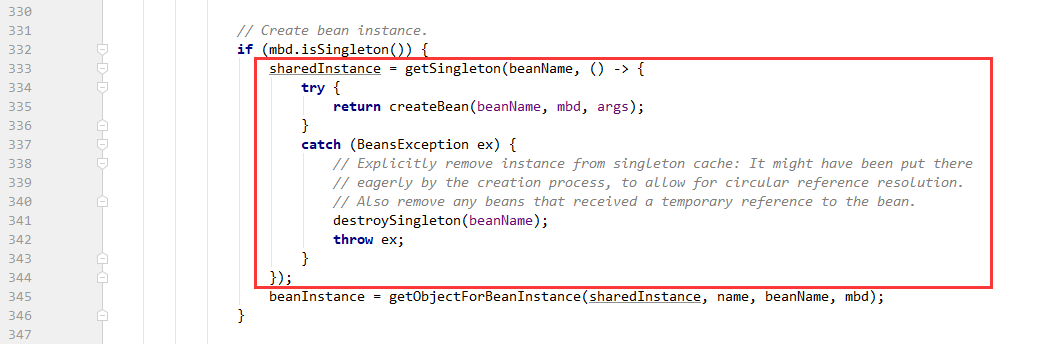 330
331 // Create bean instance.
332 if (mbd.isSingleton()) {
333 sharedInstance = getSingleton(beanName, () -> {
334 try {
335 return createBean(beanName, mbd, args);
336 }
337 catch (BeansException ex) {
338 // Explicitly remove instance from singleton cache: It might have been put there
339 // eagerly by the creation process, to allow for circular reference resolution.
340 // Also remove any beans that received a temporary reference to the bean.
341 destroySingleton(beanName);
342 throw ex;
343 }
344 });
345 beanInstance = getObjectForBeanInstance(sharedInstance, name, beanName, mbd);
346 }
347